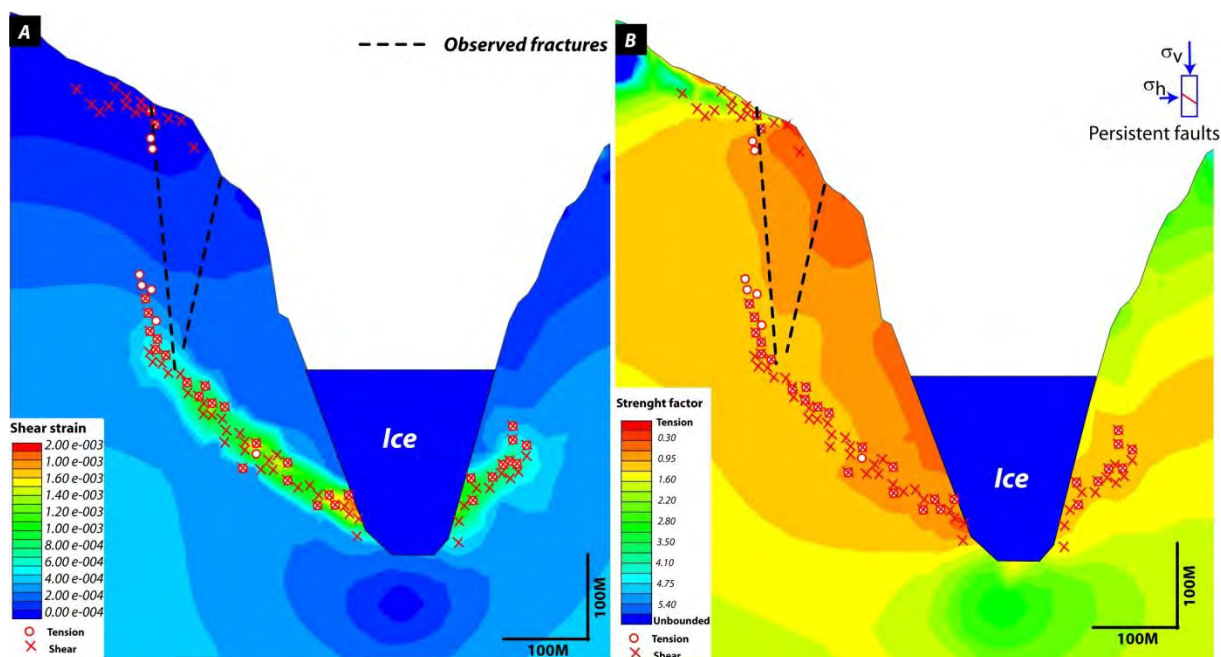 A
Observed fractures
Ice
Shear strain
2.00 e-003
1.00 e-003
1.60 e-003
1.40 e-003
1.20 e-003
1.00 e-003
8.00 e-004
6.00 e-004
4.00 e-004
2.00 e-004
0.00 e-004
Tension
Shear
100M
100M
B
σv
σh
Persistent faults
Ice
Strenght factor
Tension
0.30
0.95
1.60
2.20
2.80
3.50
4.10
4.75
5.40
Unbounded
Tension
Shear
100M
100M